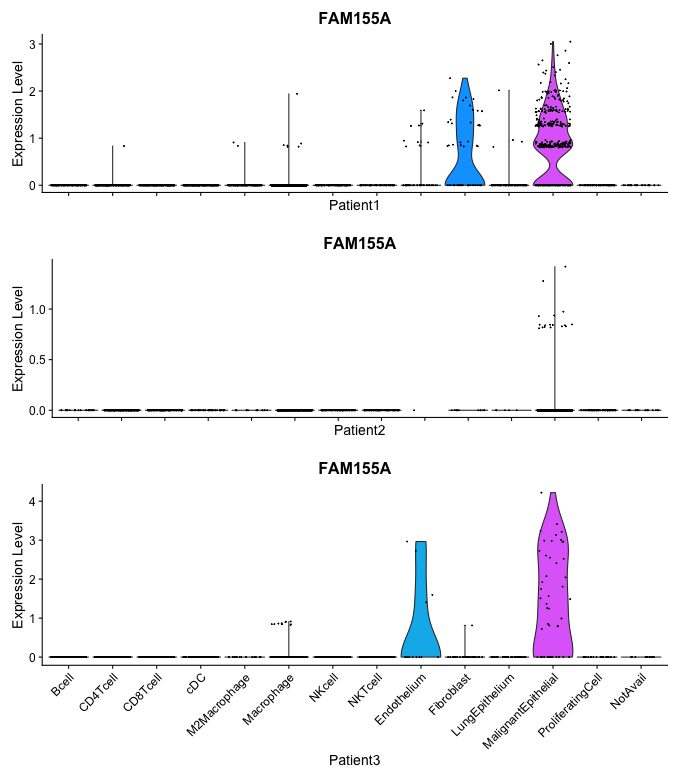 FAM155A
Expression Level
3
2
1
0
Patient1
FAM155A
Expression Level
1.0
0.5
0.0
Patient2
FAM155A
Expression Level
4
3
2
1
0
Bcell
CD4Tcell
CD8Tcell
cDC
M2Macrophage
Macrophage
NKcell
NKTcell
Endothelium
Fibroblast
LungEpithelium
MalignantEpithelial
ProliferatingCell
NotAvail
Patient3